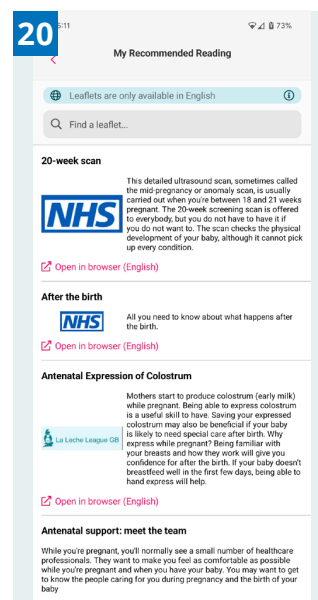 20
5:11
73%
My Recommended Reading
Leaflets are only available in English
Find a leaflet...
20-week scan
NHS
This detailed ultrasound scan, sometimes called
the mid-pregnancy or anomaly scan, is usually
carried out when you're between 18 and 21 weeks
pregnant. The 20-week screening scan is offered
to everybody, but you do not have to have it if
you do not want to. The scan checks the physical
development of your baby, although it cannot pick
up every condition.
Open in browser (English)
After the birth
NHS
All you need to know about what happens after
the birth.
Open in browser (English)
Antenatal Expression of Colostrum
La Leche League GB
Mothers start to produce colostrum (early milk)
while pregnant. Being able to express colostrum
is a useful skill to have. Saving your expressed
colostrum may also be beneficial if your baby
is likely to need special care after birth. Why
express while pregnant? Being familiar with
your breasts and how they work will give you
confidence for after the birth. If your baby doesn't
breastfeed well in the first few days, being able to
hand express will help.
Open in browser (English)
Antenatal support: meet the team
While you're pregnant, you'll normally see a small number of healthcare
professionals. They want to make you feel as comfortable as possible
while you're pregnant and when you have your baby. You may want to get
to know the people caring for you during pregnancy and the birth of your
baby